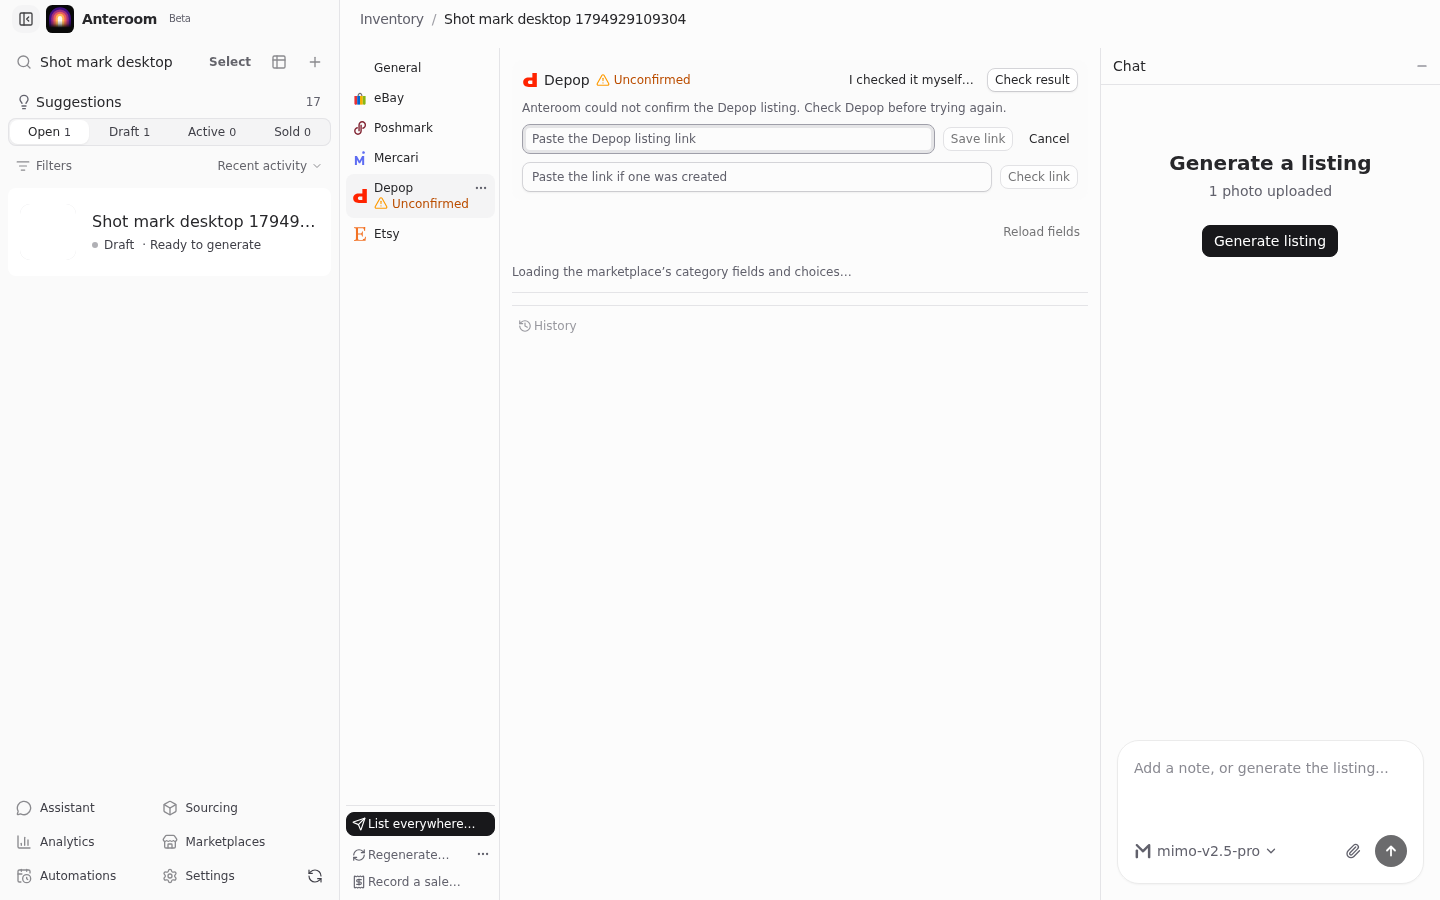 Anteroom Beta
Shot mark desktop
Select
Suggestions 17
Open 1 Draft 1 Active 0 Sold 0
Filters Recent activity
Shot mark desktop 17949...
Draft · Ready to generate
Assistant Sourcing
Analytics Marketplaces
Automations Settings
Inventory / Shot mark desktop 1794929109304
General
eBay
Poshmark
Mercari
Depop
Unconfirmed
Etsy
List everywhere...
Regenerate...
Record a sale...
Depop Unconfirmed I checked it myself... Check result
Anteroom could not confirm the Depop listing. Check Depop before trying again.
Paste the Depop listing link Save link Cancel
Paste the link if one was created Check link
Reload fields
Loading the marketplace’s category fields and choices...
History
Chat
Generate a listing
1 photo uploaded
Generate listing
Add a note, or generate the listing...
mimo-v2.5-pro